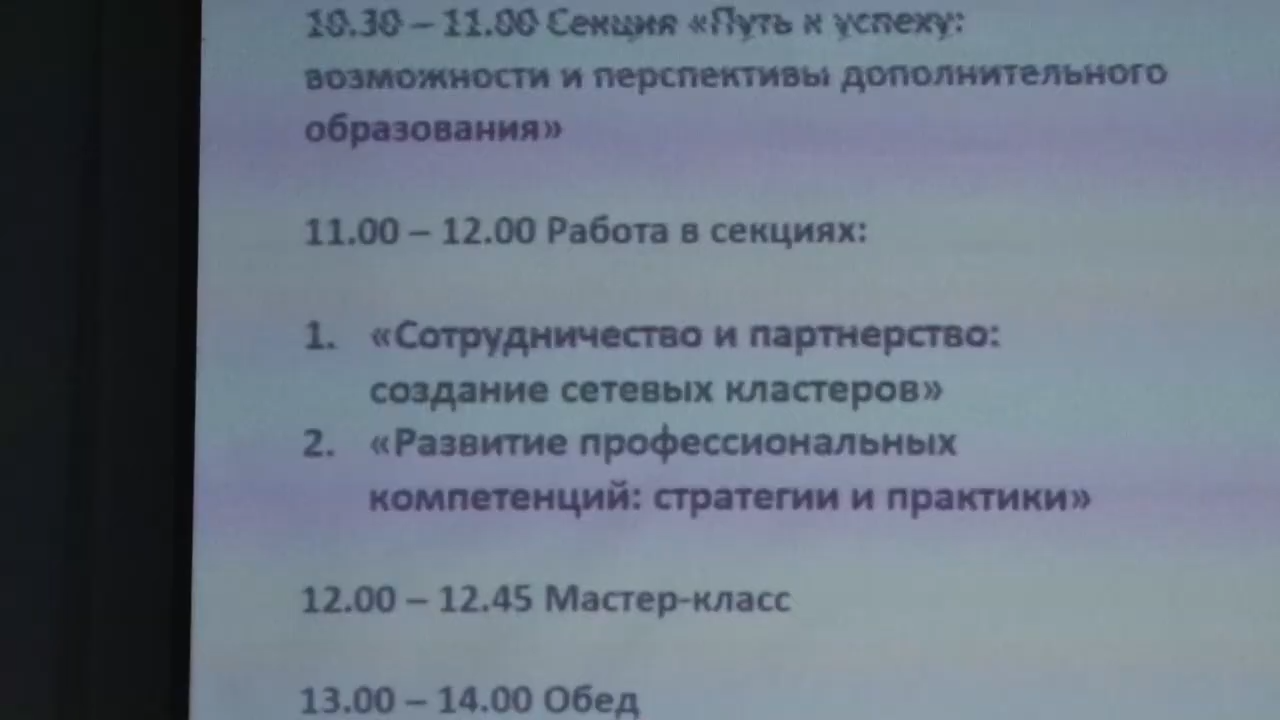 10.30 – 11.00 Секция «Путь к успеху:
возможности и перспективы дополнительного
образования»
11.00 – 12.00 Работа в секциях:
1. «Сотрудничество и партнерство:
создание сетевых кластеров»
2. «Развитие профессиональных
компетенций: стратегии и практики»
12.00 – 12.45 Мастер-класс
13.00 – 14.00 Обед